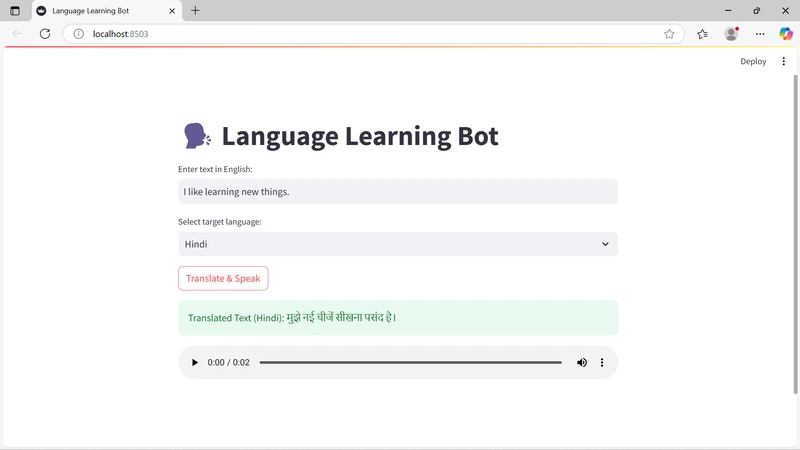 Language Learning Bot
localhost:8503
Deploy
Language Learning Bot
Enter text in English:
I like learning new things.
Select target language:
Hindi
Translate & Speak
Translated Text (Hindi): मुझे नई चीजें सीखना पसंद हे।
0:00 / 0:02